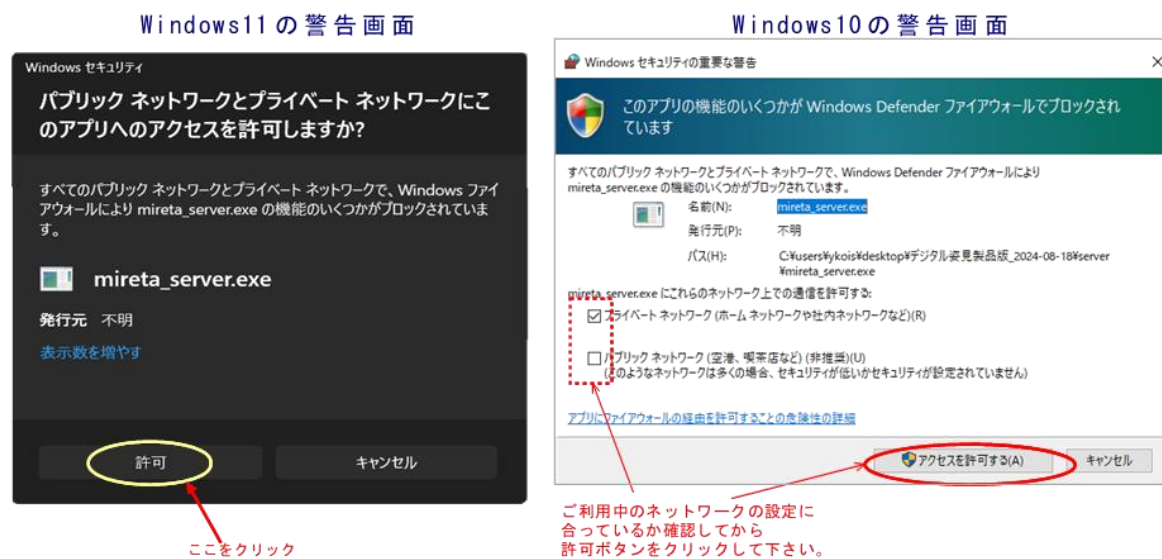 Windows11の警告画面
Windows セキュリティ
パブリック ネットワークとプライベート ネットワークにこ
のアプリへのアクセスを許可しますか?
すべてのパブリック ネットワークとプライベート ネットワークで、Windows ファイ
アウォールにより mireta_server.exe の機能のいくつかがブロックされていま
す。
mireta_server.exe
発行元 不明
表示数を増やす
許可
キャンセル
ここをクリック
Windows10の警告画面
Windows セキュリティの重要な警告
このアプリの機能のいくつかが Windows Defender ファイアウォールでブロックされ
ています
すべてのパブリック ネットワークとプライベート ネットワークで、Windows Defender ファイアウォールにより
mireta_server.exe の機能のいくつかがブロックされています。
名前(N): mireta_server.exe
発行元(P): 不明
パス(H): C:¥users¥ykois¥desktop¥デジタル姿見製品版_2024-08-18¥server
¥mireta_server.exe
mireta_server.exe にこれらのネットワーク上での通信を許可する:
プライベート ネットワーク (ホーム ネットワークや社内ネットワークなど)(R)
パブリック ネットワーク (空港、喫茶店など) (非推奨)(U)
(このようなネットワークは多くの場合、セキュリティが低いかセキュリティが設定されていません)
アプリにファイアウォールの経由を許可することの危険性の詳細
アクセスを許可する(A)
キャンセル
ご利用中のネットワークの設定に
合っているか確認してから
許可ボタンをクリックして下さい。